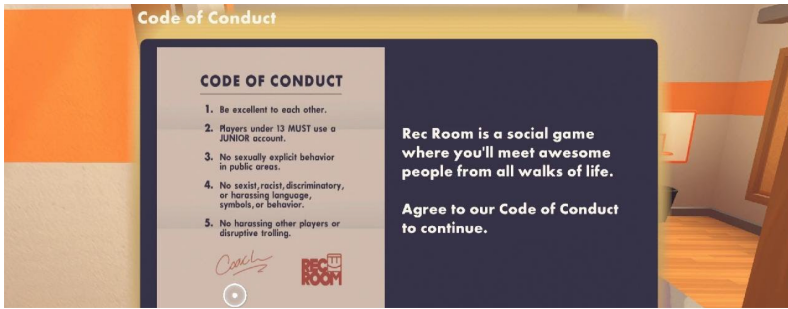 Code of Conduct
CODE OF CONDUCT
1. Be excellent to each other.
2. Players under 13 MUST use a
JUNIOR account.
3. No sexually explicit behavior
in public areas.
4. No sexist, racist, discriminatory,
or harassing language,
symbols, or behavior.
5. No harassing other players or
disruptive trolling.
Coach
REC
ROOM
Rec Room is a social game
where you'll meet awesome
people from all walks of life.
Agree to our Code of Conduct
to continue.